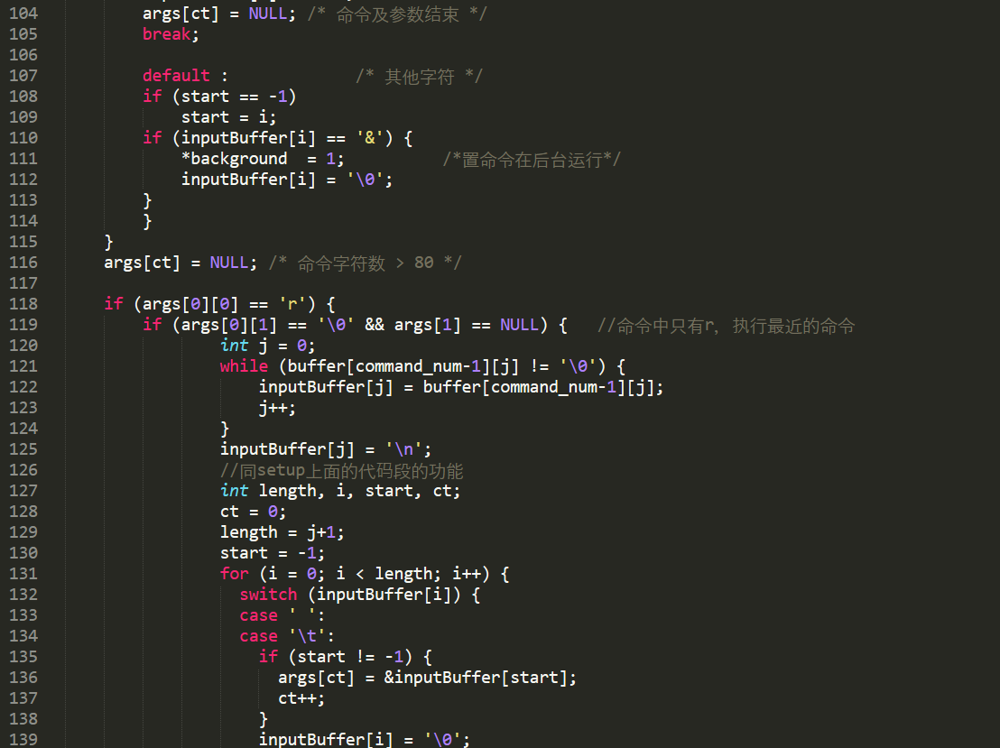 104 args[ct] = NULL; /* 命令及参数结束 */
105 break;
106
107 default : /* 其他字符 */
108 if (start == -1)
109 start = i;
110 if (inputBuffer[i] == '&') {
111 *background = 1; /*置命令在后台运行*/
112 inputBuffer[i] = '\0';
113 }
114 }
115 }
116 args[ct] = NULL; /* 命令字符数 > 80 */
117
118 if (args[0][0] == 'r') {
119 if (args[0][1] == '\0' && args[1] == NULL) { //命令中只有r, 执行最近的命令
120 int j = 0;
121 while (buffer[command_num-1][j] != '\0') {
122 inputBuffer[j] = buffer[command_num-1][j];
123 j++;
124 }
125 inputBuffer[j] = '\n';
126 //同setup上面的代码段的功能
127 int length, i, start, ct;
128 ct = 0;
129 length = j+1;
130 start = -1;
131 for (i = 0; i < length; i++) {
132 switch (inputBuffer[i]) {
133 case ' ':
134 case '\t':
135 if (start != -1) {
136 args[ct] = &inputBuffer[start];
137 ct++;
138 }
139 inputBuffer[i] = '\0';